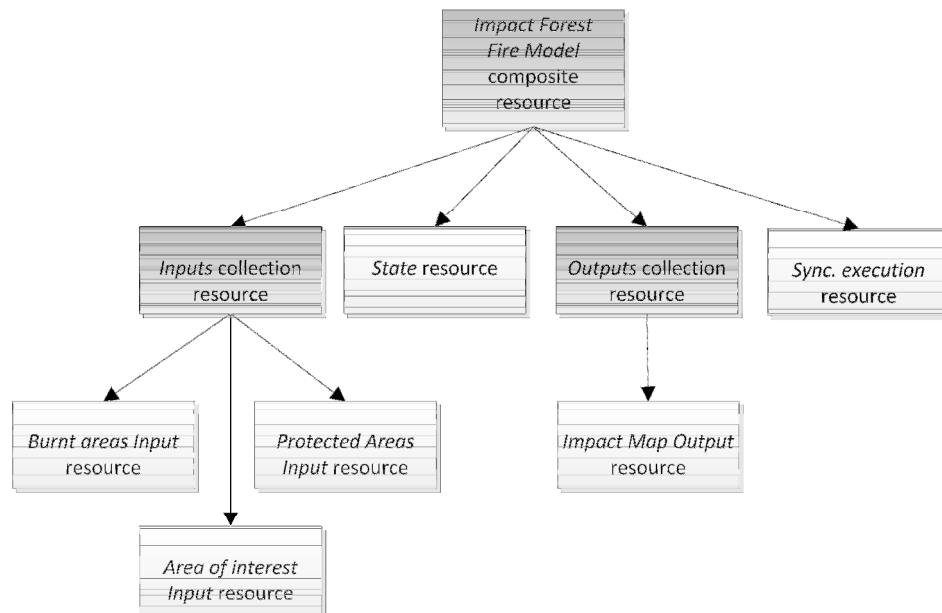 Impact Forest
Fire Model
composite
resource
Inputs collection
resource
State resource
Outputs collection
resource
Sync. execution
resource
Burnt areas Input
resource
Protected Areas
Input resource
Impact Map Output
resource
Area of interest
Input resource